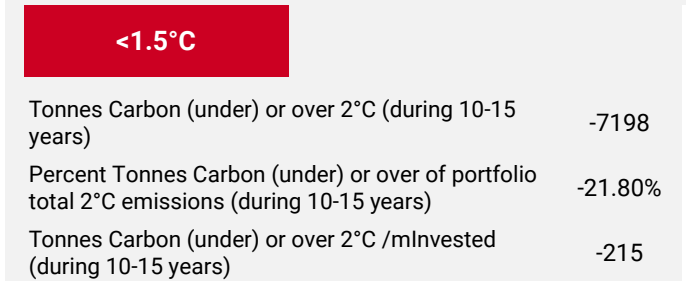 <1.5°C
Tonnes Carbon (under) or over 2°C (during 10-15
years)
-7198
Percent Tonnes Carbon (under) or over of portfolio
total 2°C emissions (during 10-15 years)
-21.80%
Tonnes Carbon (under) or over 2°C /mInvested
(during 10-15 years)
-215